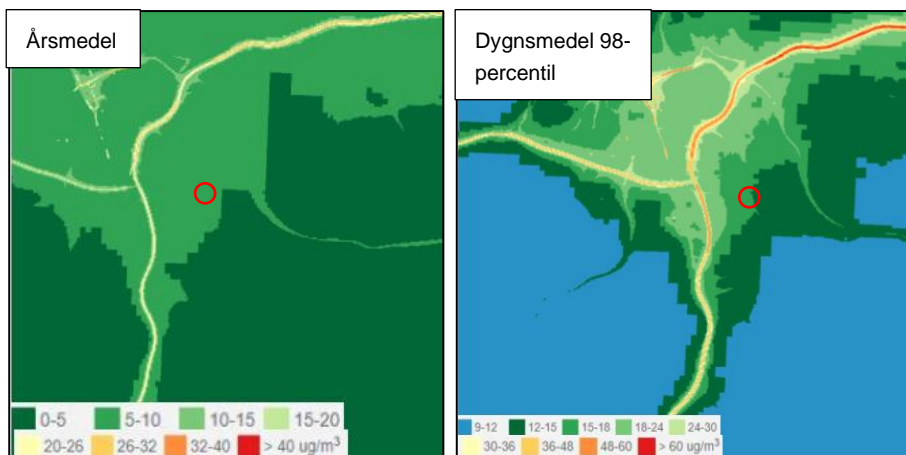 Årsmedel
0-5 5-10 10-15 15-20
20-26 26-32 32-40 > 40 ug/m³
Dygnsmedel 98-
percentil
9-12 12-15 15-18 18-24 24-30
30-36 36-48 48-60 > 60 ug/m³